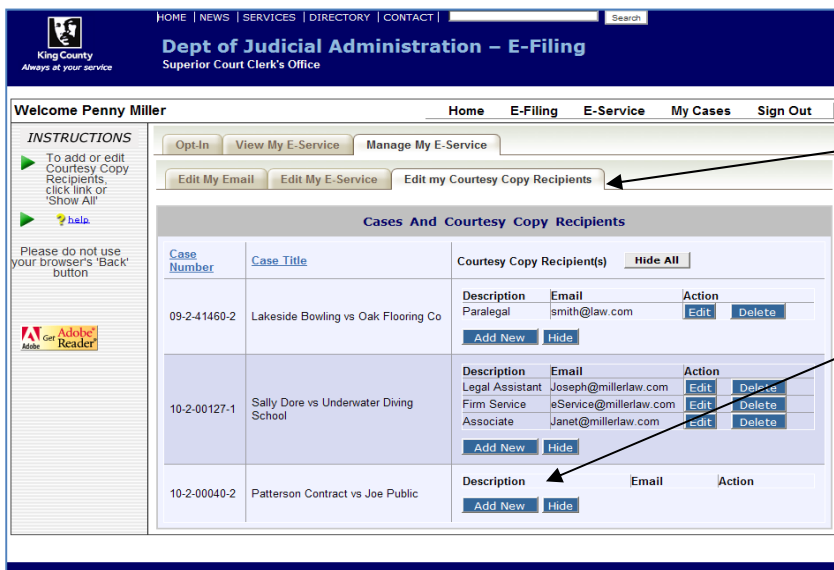 HOME | NEWS | SERVICES | DIRECTORY | CONTACT | Search
King County
Always at your service
Dept of Judicial Administration – E-Filing
Superior Court Clerk's Office
Welcome Penny Miller
Home E-Filing E-Service My Cases Sign Out
INSTRUCTIONS
To add or edit
Courtesy Copy
Recipients,
click link or
'Show All'
? help
Please do not use
your browser's 'Back'
button
Adobe
Get Adobe®
Reader®
Opt-In View My E-Service Manage My E-Service
Edit My Email Edit My E-Service Edit my Courtesy Copy Recipients
Cases And Courtesy Copy Recipients
Case
Number
Case Title
Courtesy Copy Recipient(s) Hide All
09-2-41460-2 Lakeside Bowling vs Oak Flooring Co
Description Email Action
Paralegal smith@law.com Edit Delete
Add New Hide
10-2-00127-1 Sally Dore vs Underwater Diving
School
Description Email Action
Legal Assistant Joseph@millerlaw.com Edit Delete
Firm Service eService@millerlaw.com Edit Delete
Associate Janet@millerlaw.com Edit Delete
Add New Hide
10-2-00040-2 Patterson Contract vs Joe Public
Description Email Action
Add New Hide